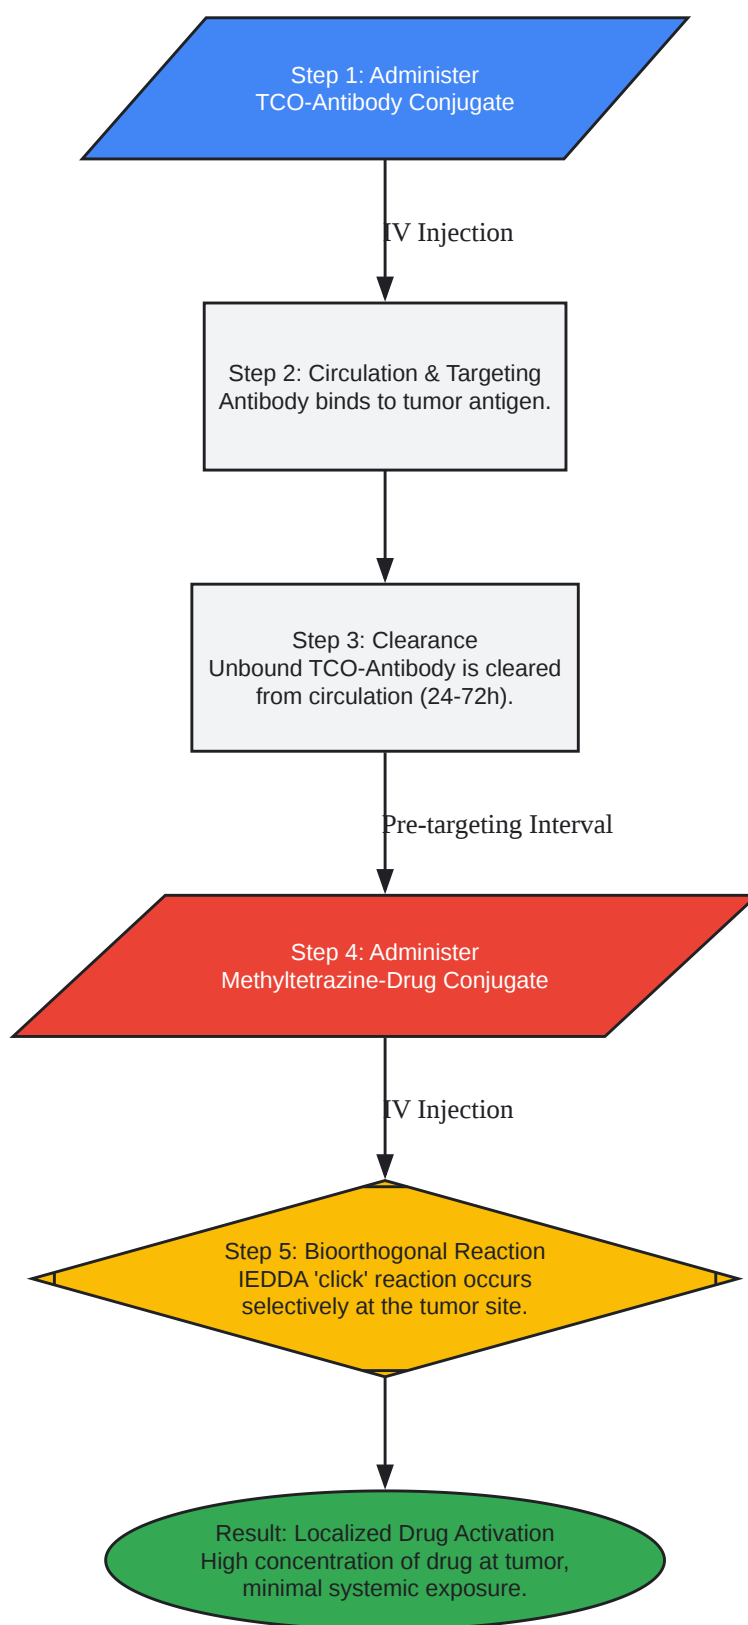 Step 1: Administer
TCO-Antibody Conjugate
IV Injection
Step 2: Circulation & Targeting
Antibody binds to tumor antigen.
Step 3: Clearance
Unbound TCO-Antibody is cleared
from circulation (24-72h).
Pre-targeting Interval
Step 4: Administer
Methyltetrazine-Drug Conjugate
IV Injection
Step 5: Bioorthogonal Reaction
IEDDA 'click' reaction occurs
selectively at the tumor site.
Result: Localized Drug Activation
High concentration of drug at tumor,
minimal systemic exposure.